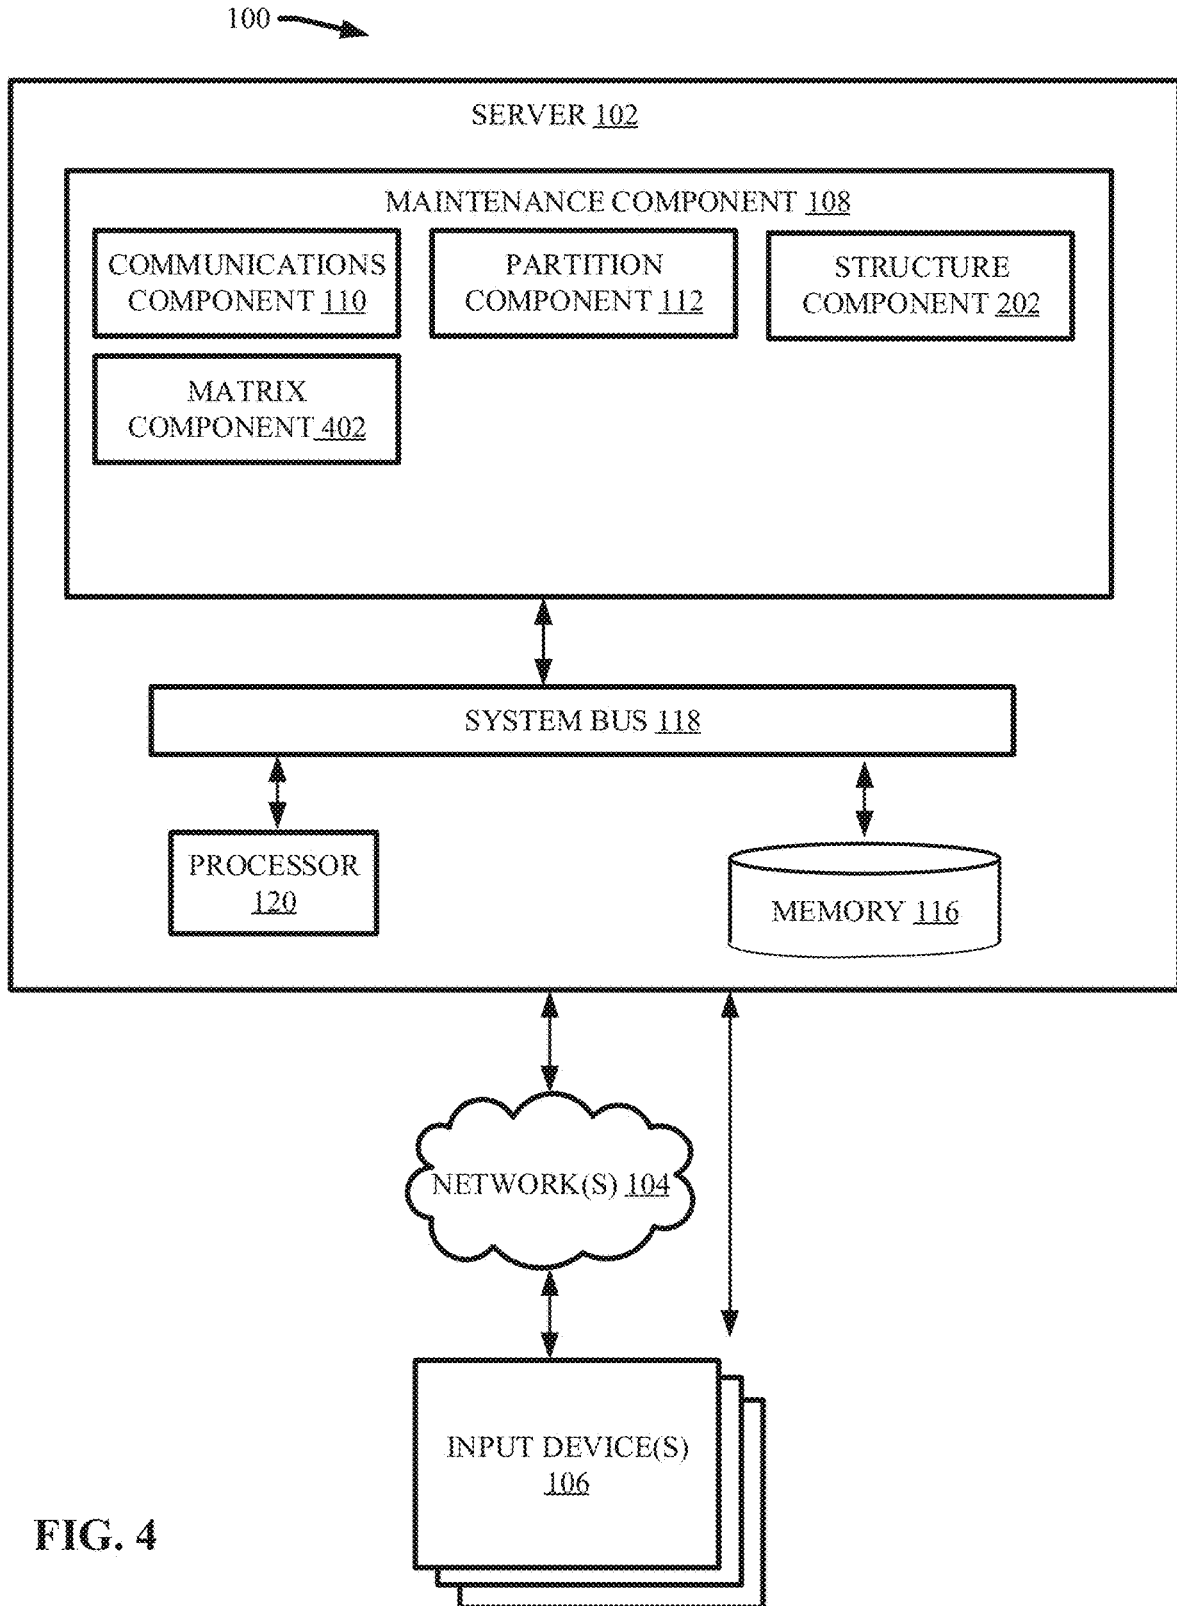 100
SERVER 102
MAINTENANCE COMPONENT 108
COMMUNICATIONS
COMPONENT 110
PARTITION
COMPONENT 112
STRUCTURE
COMPONENT 202
MATRIX
COMPONENT 402
SYSTEM BUS 118
PROCESSOR
120
MEMORY 116
NETWORK(S) 104
INPUT DEVICE(S)
106
FIG. 4